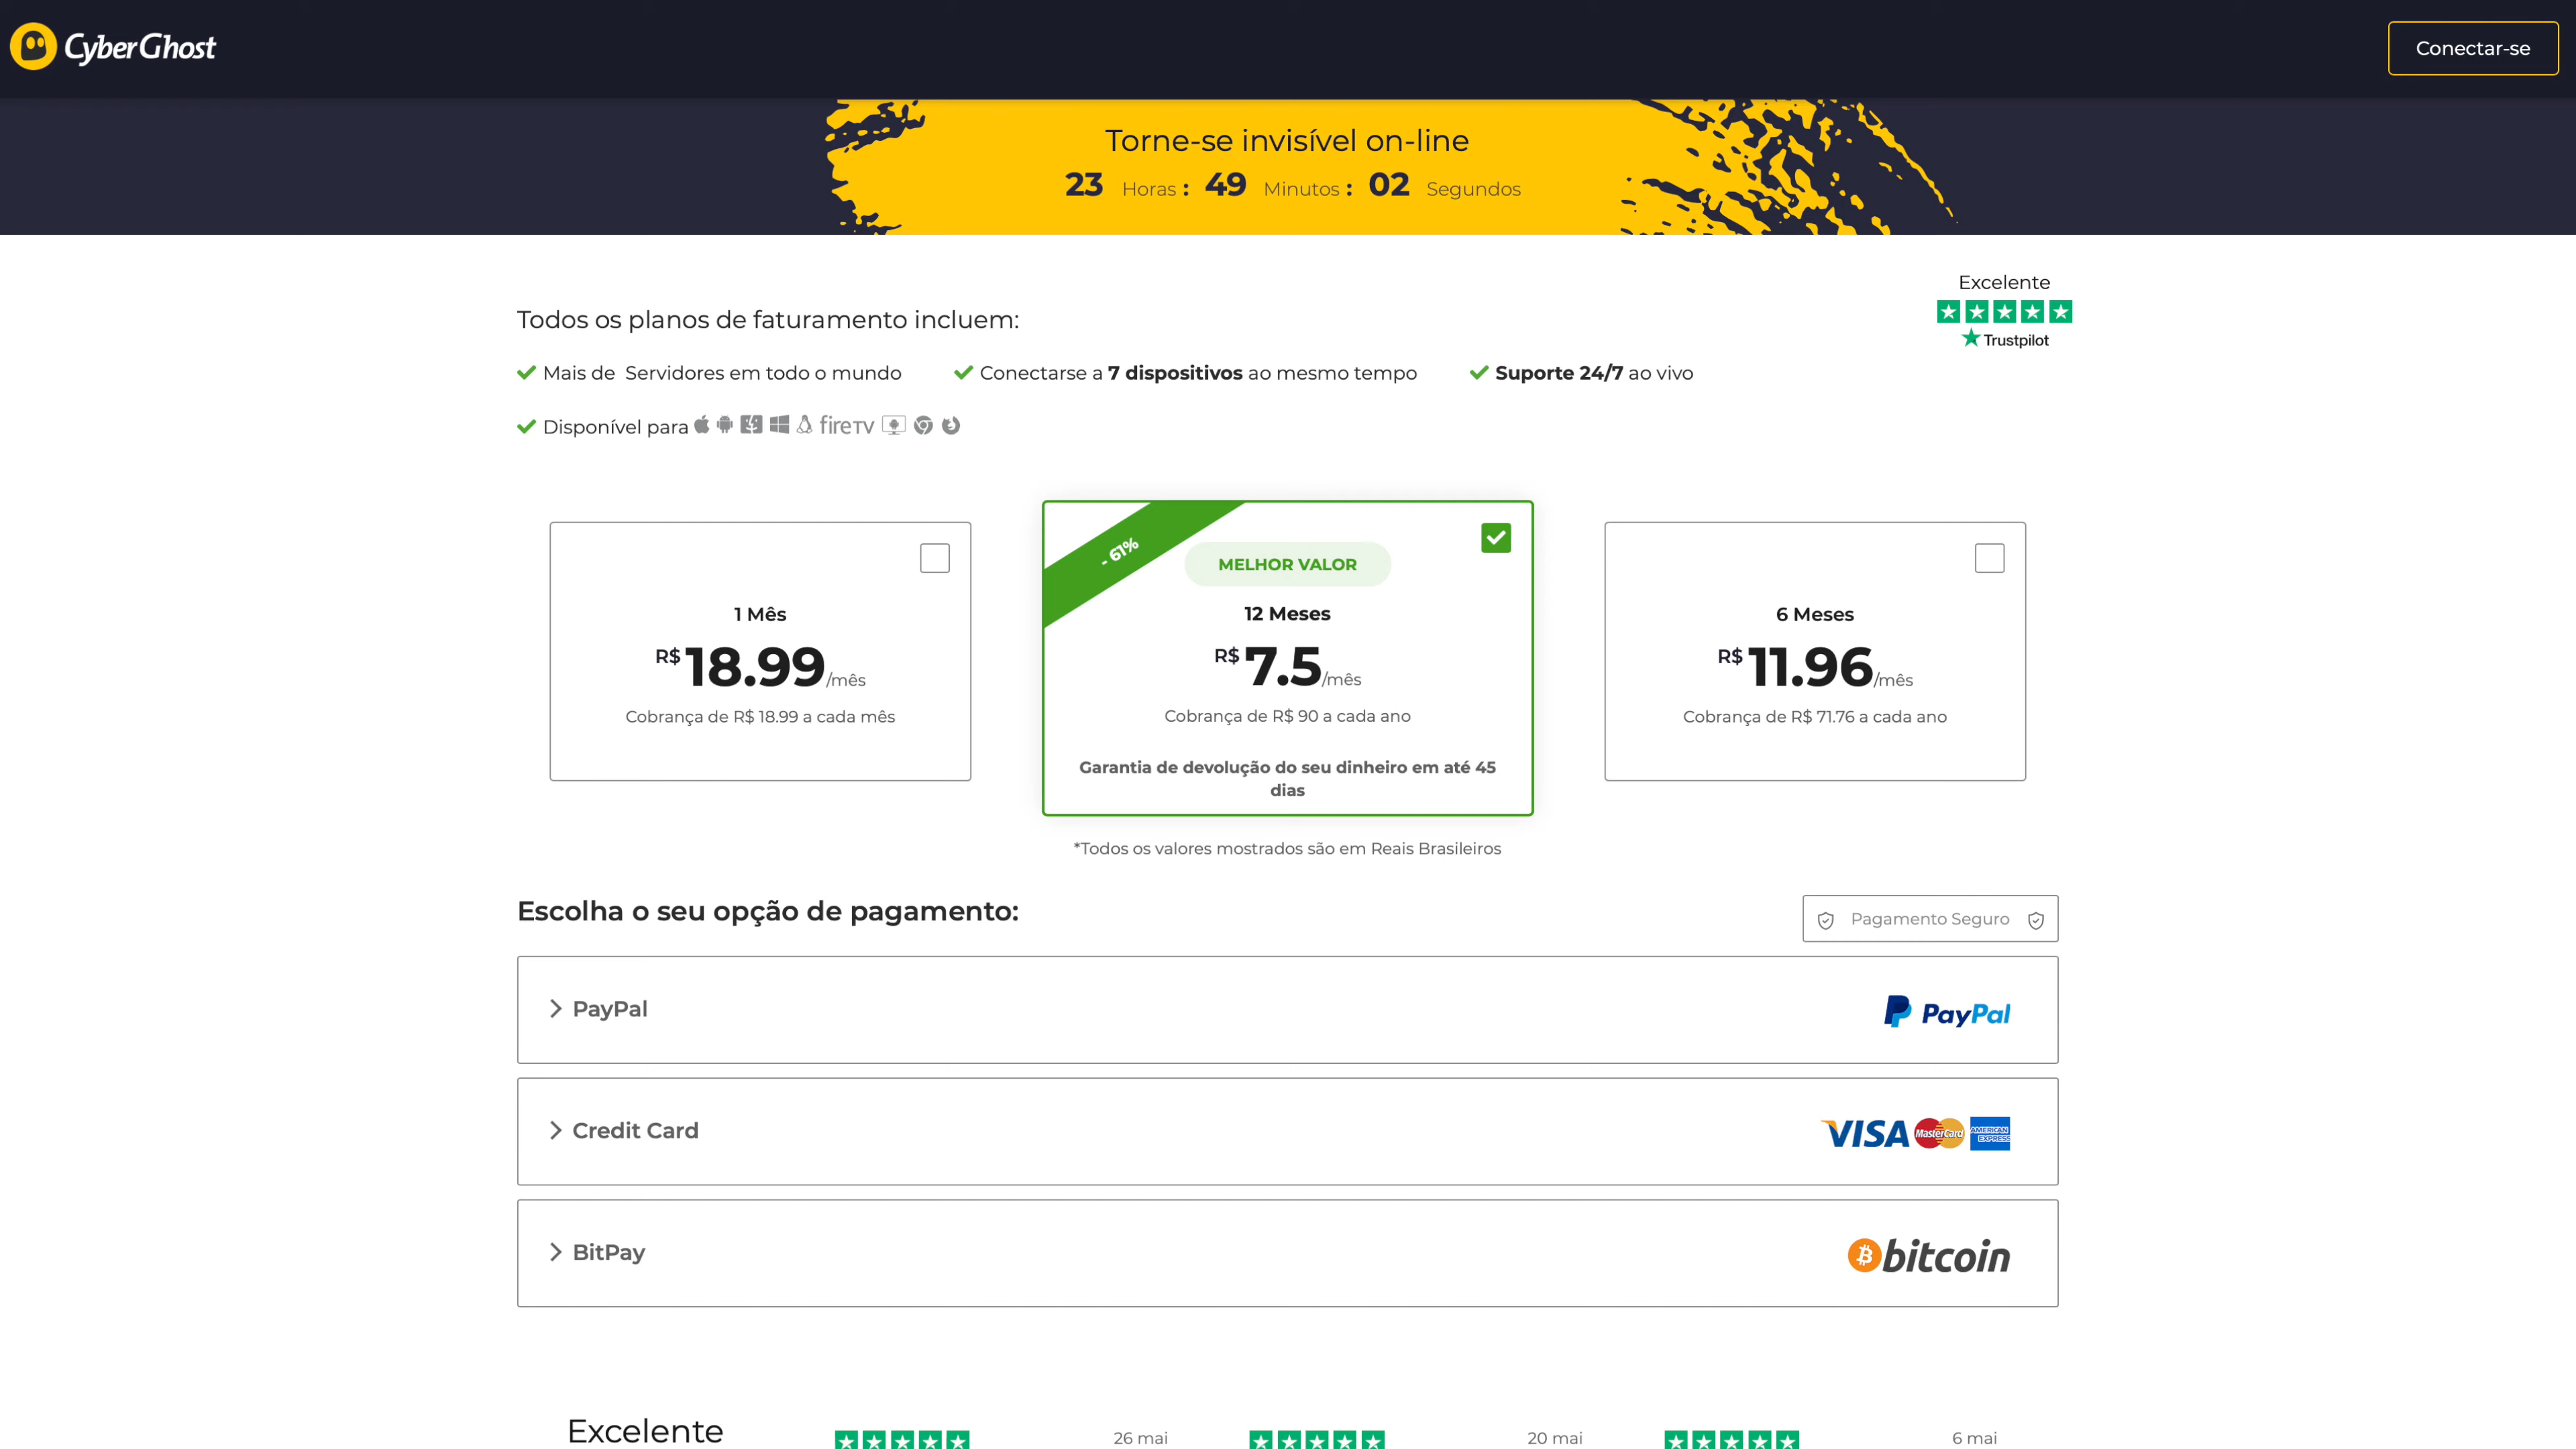 CyberGhost
Conectar-se
Torne-se invisível on-line
23 Horas : 49 Minutos : 02 Segundos
Excelente
Trustpilot
Todos os planos de faturamento incluem:
Mais de Servidores em todo o mundo
Conectarse a 7 dispositivos ao mesmo tempo
Suporte 24/7 ao vivo
Disponível para fireTV
1 Mês
R$ 18.99 /mês
Cobrança de R$ 18.99 a cada mês
- 61%
MELHOR VALOR
12 Meses
R$ 7.5 /mês
Cobrança de R$ 90 a cada ano
Garantia de devolução do seu dinheiro em até 45
dias
6 Meses
R$ 11.96 /mês
Cobrança de R$ 71.76 a cada ano
*Todos os valores mostrados são em Reais Brasileiros
Escolha o seu opção de pagamento:
Pagamento Seguro
PayPal
PayPal
Credit Card
VISA MasterCard AMERICAN EXPRESS
BitPay
bitcoin
Excelente
26 mai
20 mai
6 mai